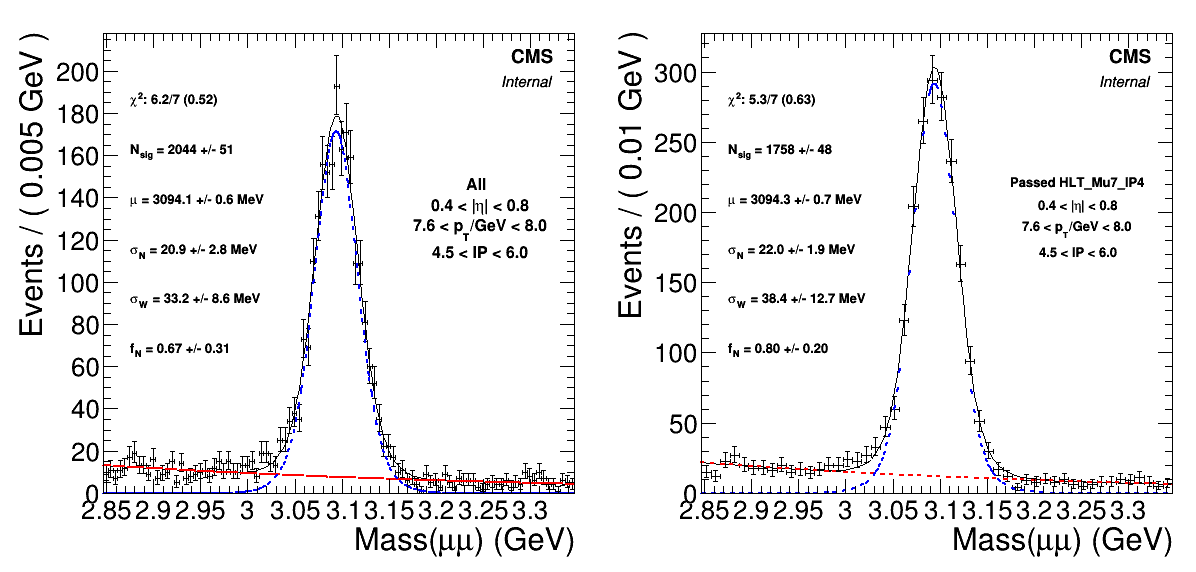 Events / ( 0.005 GeV )
200
180
160
140
120
100
80
60
40
20
0
CMS
Internal
χ²: 6.2/7 (0.52)
N_sig = 2044 +/- 51
μ = 3094.1 +/- 0.6 MeV
σ_N = 20.9 +/- 2.8 MeV
σ_W = 33.2 +/- 8.6 MeV
f_N = 0.67 +/- 0.31
All
0.4 < |η| < 0.8
7.6 < p_T/GeV < 8.0
4.5 < IP < 6.0
2.85 2.9 2.95 3 3.05 3.1 3.15 3.2 3.25 3.3
Mass(μμ) (GeV)
Events / ( 0.01 GeV )
300
250
200
150
100
50
0
CMS
Internal
χ²: 5.3/7 (0.63)
N_sig = 1758 +/- 48
μ = 3094.3 +/- 0.7 MeV
σ_N = 22.0 +/- 1.9 MeV
σ_W = 38.4 +/- 12.7 MeV
f_N = 0.80 +/- 0.20
Passed HLT_Mu7_IP4
0.4 < |η| < 0.8
7.6 < p_T/GeV < 8.0
4.5 < IP < 6.0
2.85 2.9 2.95 3 3.05 3.1 3.15 3.2 3.25 3.3
Mass(μμ) (GeV)